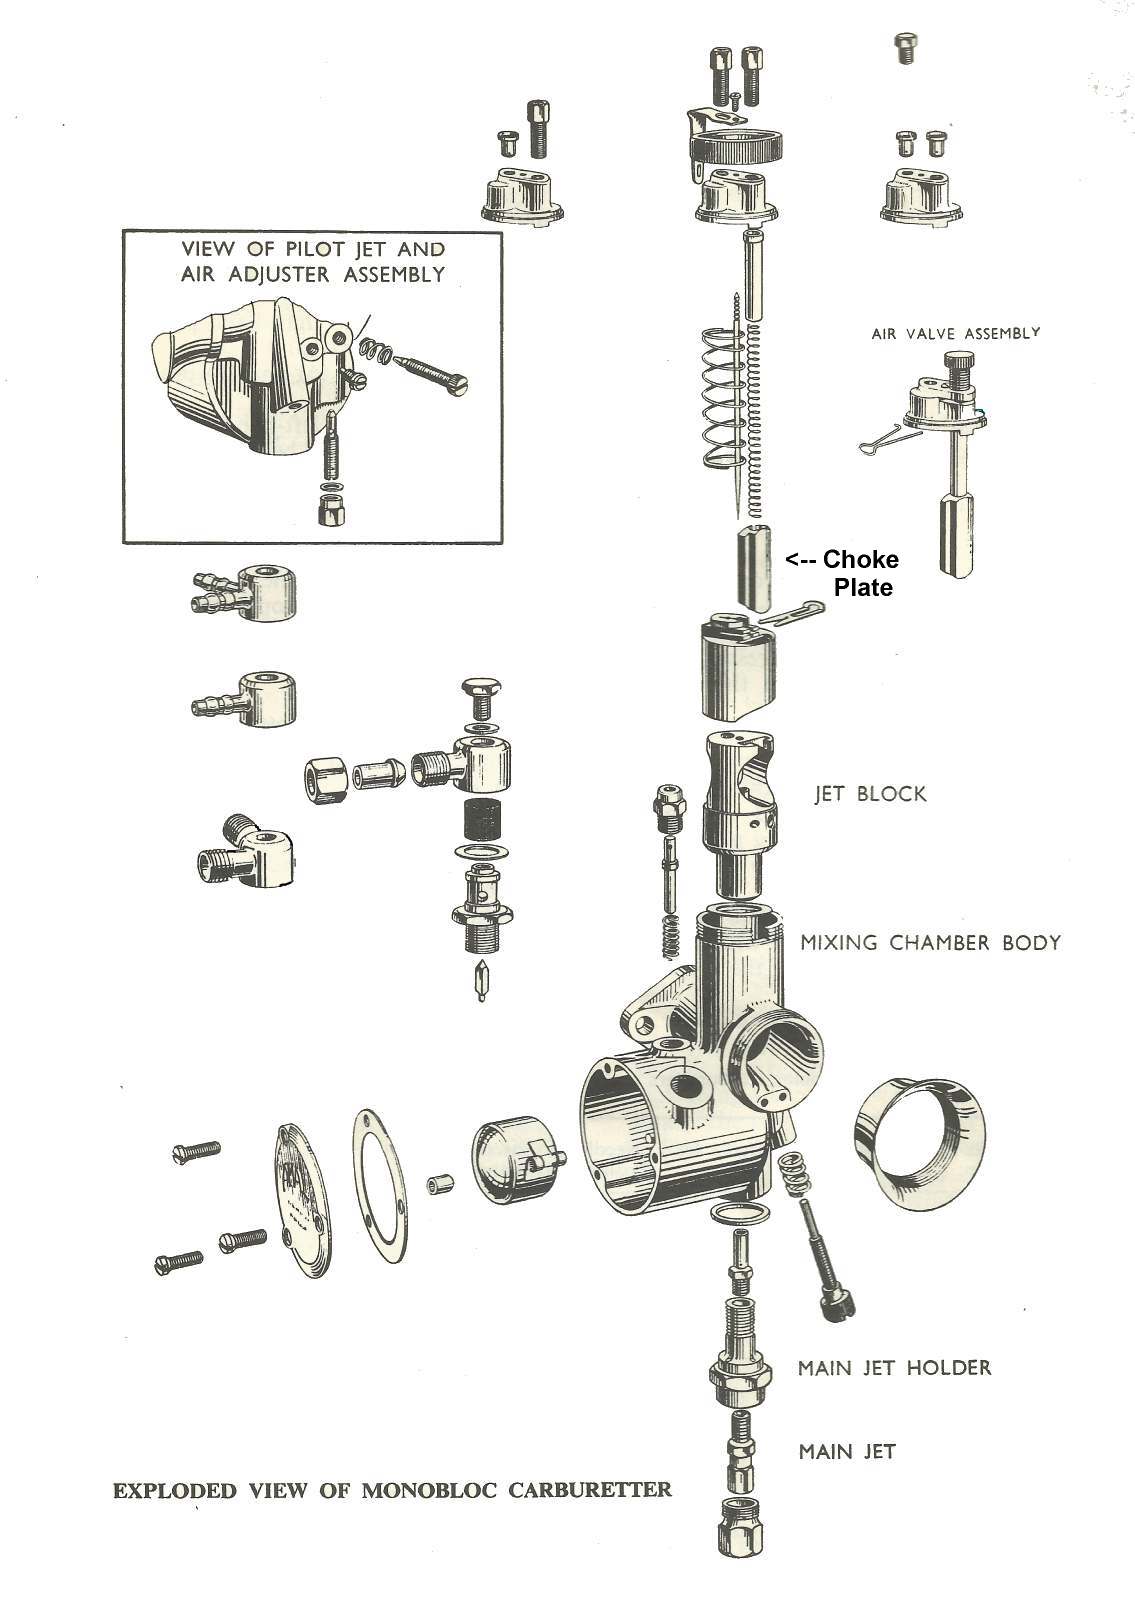 VIEW OF PILOT JET AND
AIR ADJUSTER ASSEMBLY
AIR VALVE ASSEMBLY
<-- Choke
Plate
JET BLOCK
MIXING CHAMBER BODY
MAIN JET HOLDER
MAIN JET
EXPLODED VIEW OF MONOBLOC CARBURETTER